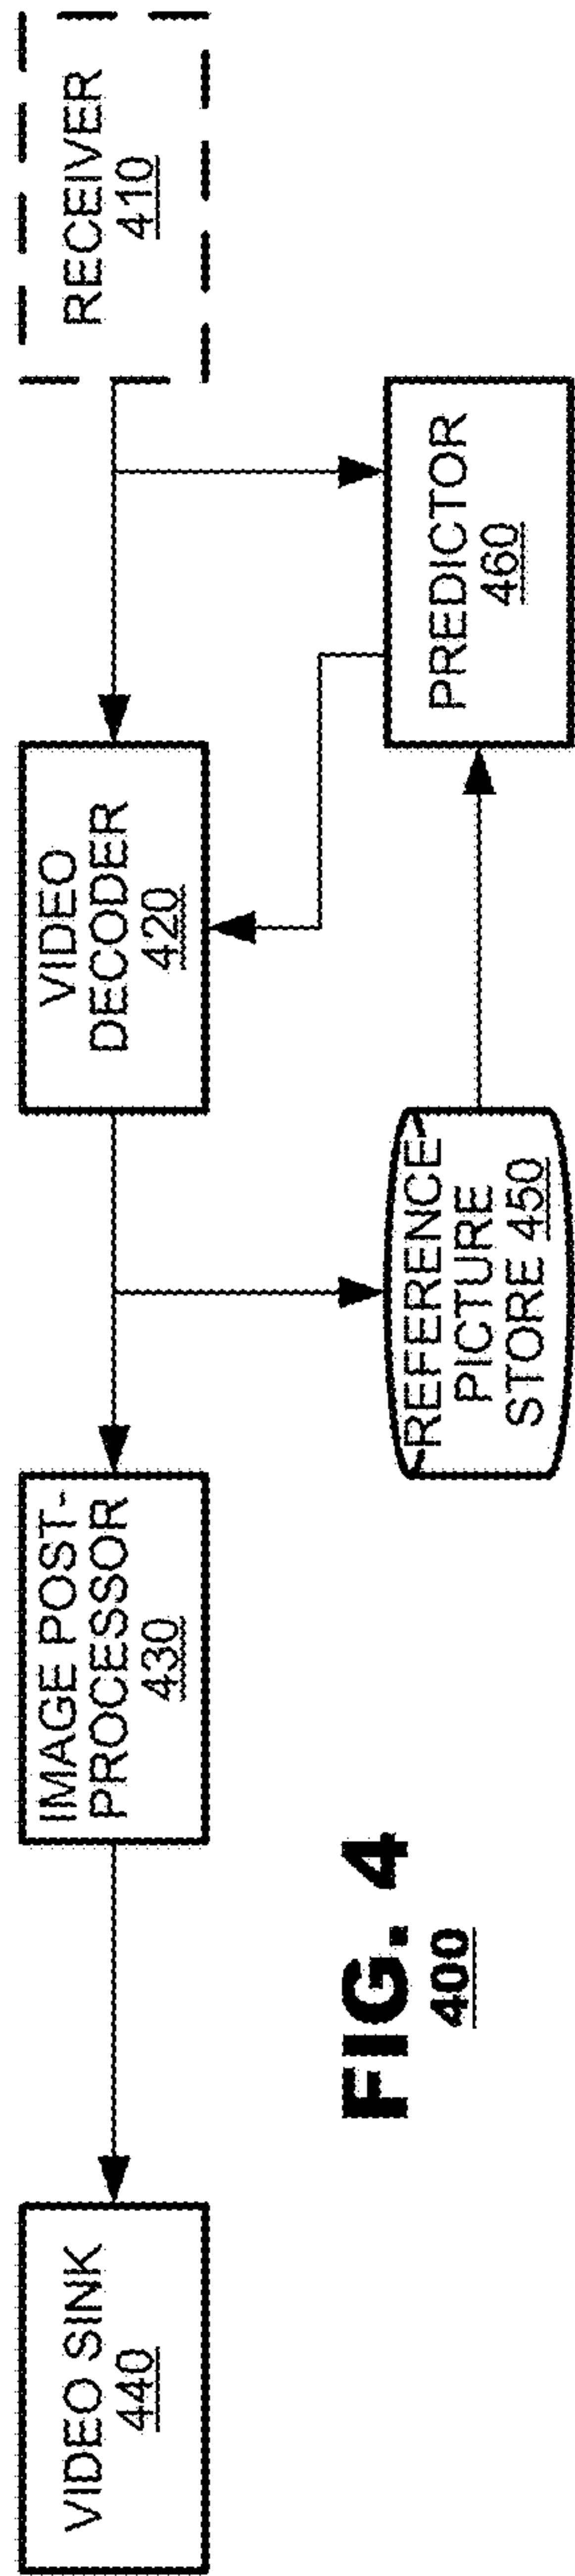 VIDEO SINK
440
IMAGE POST-
PROCESSOR
430
VIDEO
DECODER
420
RECEIVER
410
REFERENCE
PICTURE
STORE 450
PREDICTOR
460
FIG. 4
400